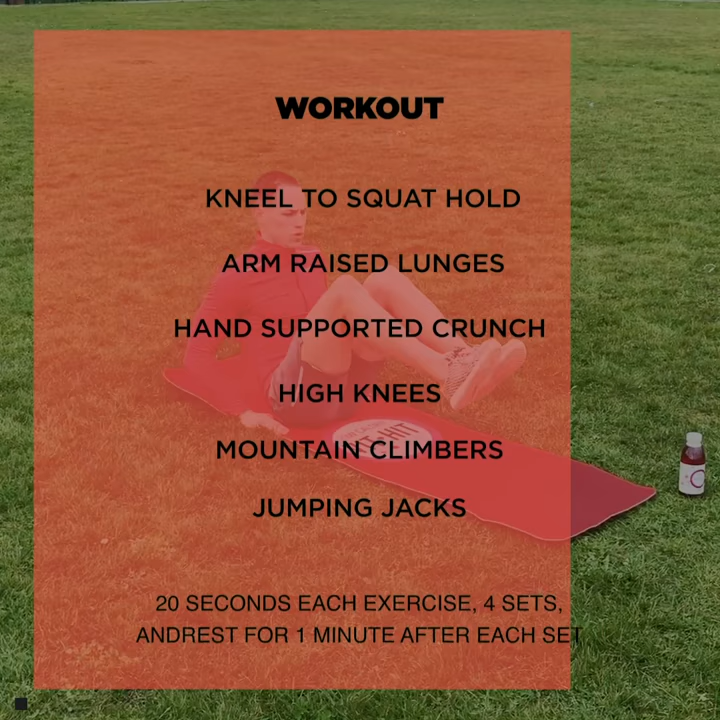 WORKOUT
KNEEL TO SQUAT HOLD
ARM RAISED LUNGES
HAND SUPPORTED CRUNCH
HIGH KNEES
MOUNTAIN CLIMBERS
JUMPING JACKS
20 SECONDS EACH EXERCISE, 4 SETS,
ANDREST FOR 1 MINUTE AFTER EACH SET